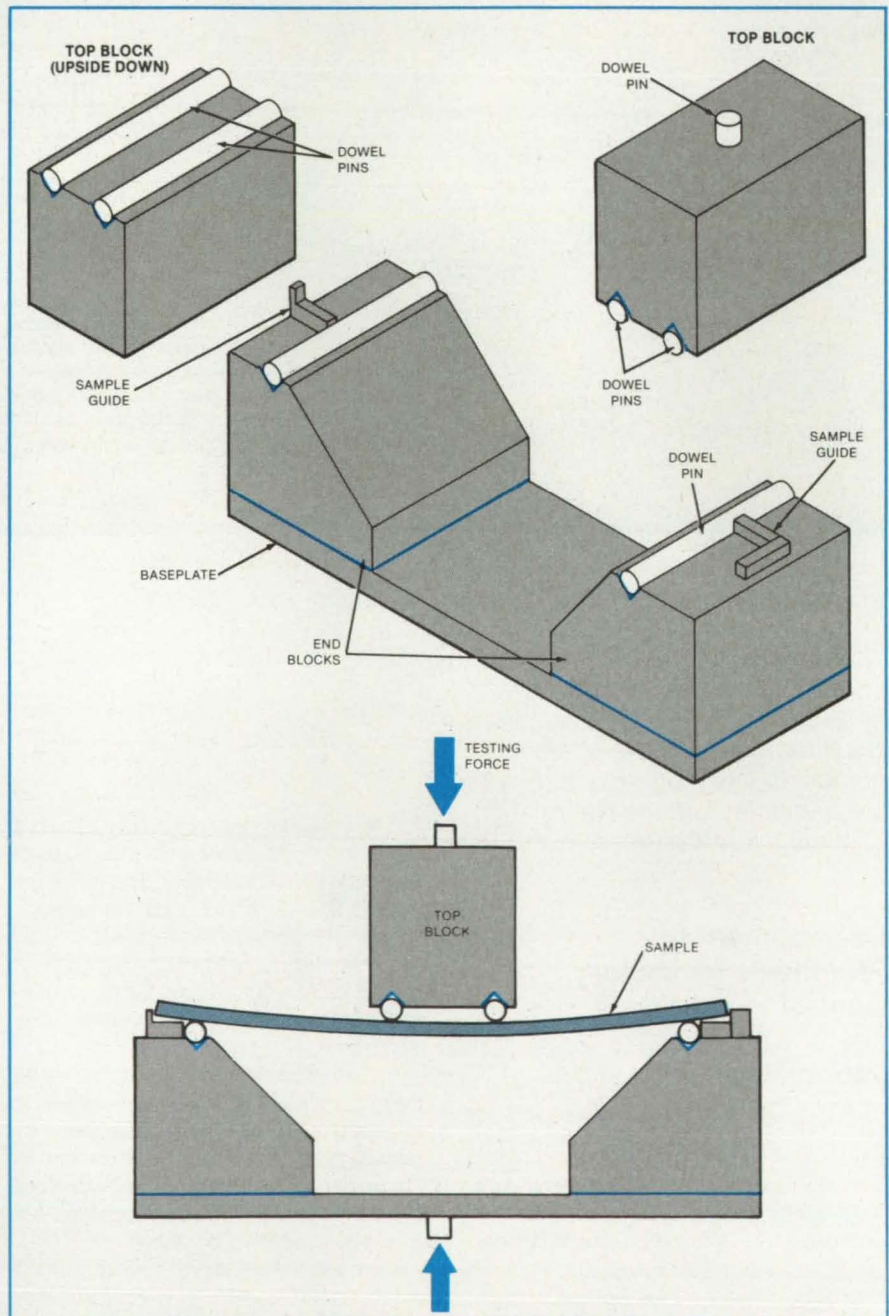 TOP BLOCK
(UPSIDE DOWN)
DOWEL
PINS
TOP BLOCK
DOWEL
PIN
DOWEL
PINS
SAMPLE
GUIDE
DOWEL
PIN
SAMPLE
GUIDE
BASEPLATE
END
BLOCKS
TESTING
FORCE
TOP
BLOCK
SAMPLE